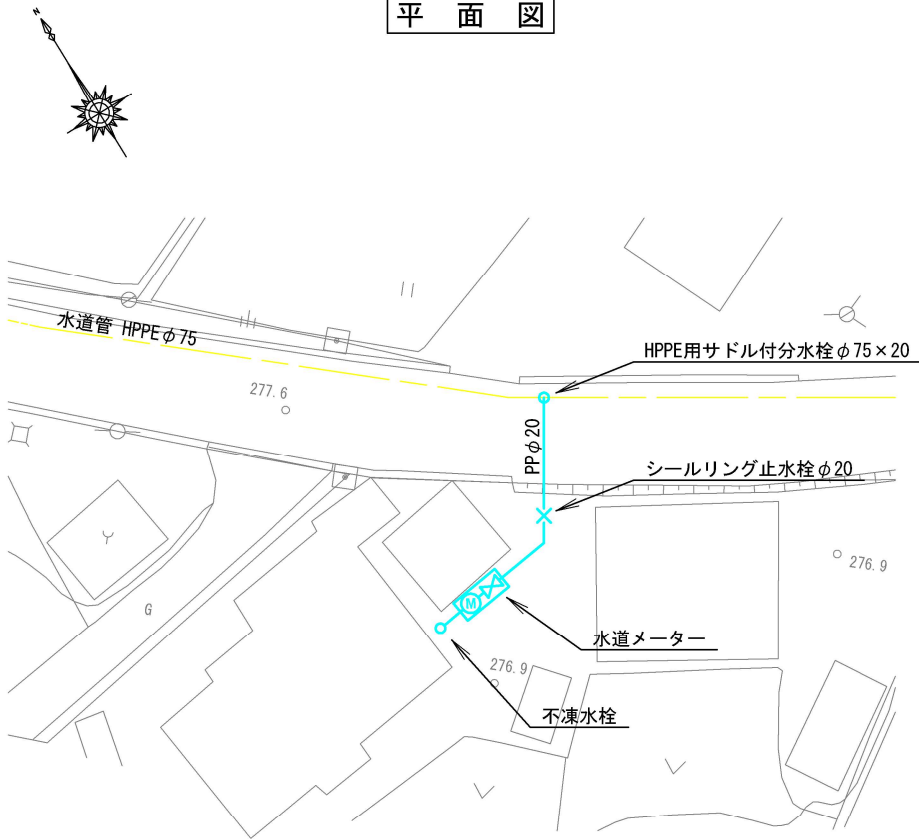 平 面 図
N
水道管 HPPEφ75
HPPE用サドル付分水栓φ75×20
277.6
PPφ20
シールリング止水栓φ20
276.9
G
M
水道メーター
276.9
不凍水栓